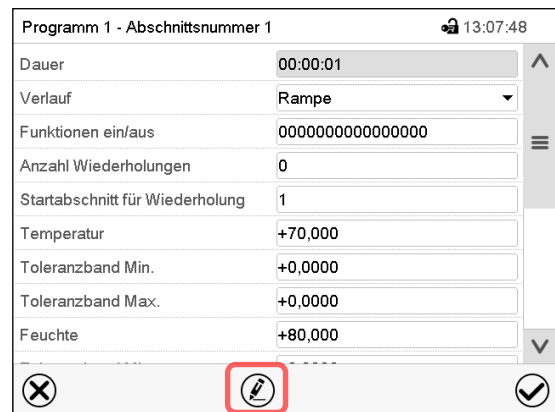 Programm 1 - Abschnittsnummer 1 13:07:48
Dauer 00:00:01
Verlauf Rampe
Funktionen ein/aus 0000000000000000
Anzahl Wiederholungen 0
Startabschnitt für Wiederholung 1
Temperatur +70,000
Toleranzband Min. +0,0000
Toleranzband Max. +0,0000
Feuchte +80,000